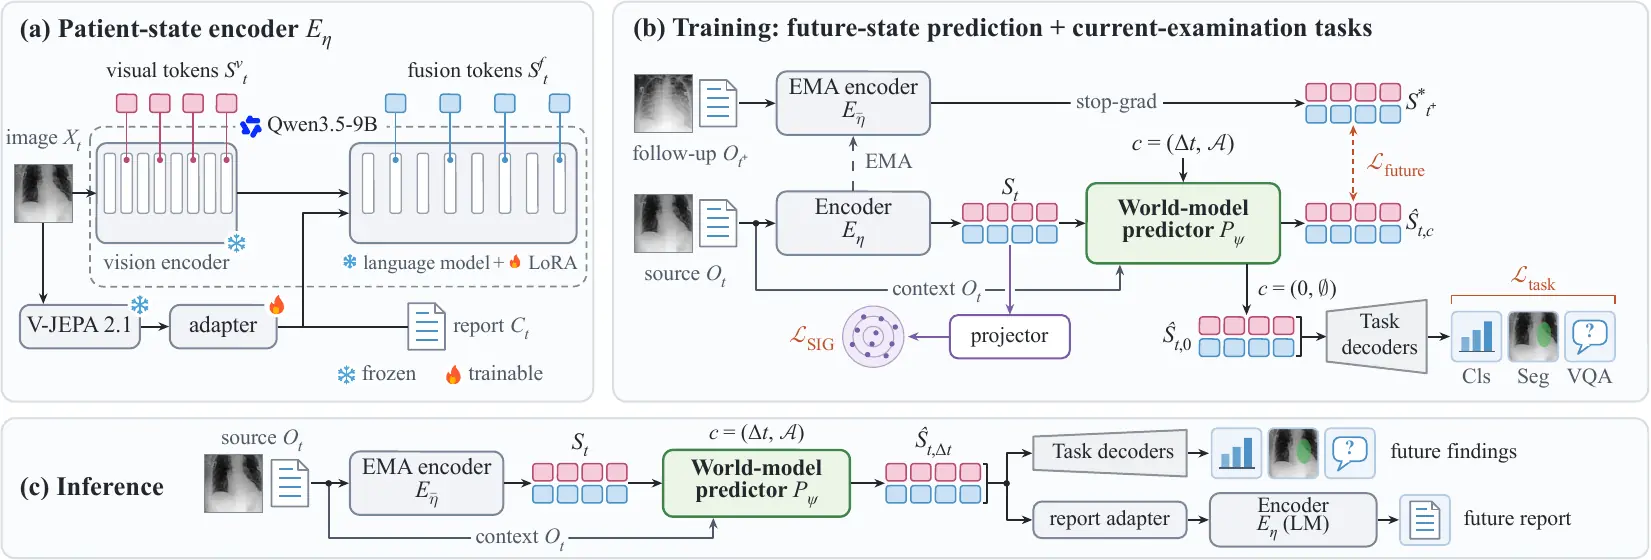 (a) Patient-state encoder E_η
visual tokens S^v_t
fusion tokens S^f_t
Qwen3.5-9B
image X_t
vision encoder
language model + LoRA
V-JEPA 2.1
adapter
report C_t
frozen
trainable
(b) Training: future-state prediction + current-examination tasks
EMA encoder
E_η̄
stop-grad
S^*_t⁺
follow-up O_t⁺
EMA
c = (Δt, 𝒜)
ℒ_future
Encoder
E_η
S_t
World-model
predictor P_ψ
Ŝ_t,c
source O_t
context O_t
c = (0, ∅)
ℒ_task
ℒ_SIG
projector
Ŝ_t,0
Task
decoders
?
Cls
Seg
VQA
(c) Inference
source O_t
EMA encoder
E_η̄
S_t
c = (Δt, 𝒜)
World-model
predictor P_ψ
Ŝ_t,Δt
context O_t
Task decoders
?
future findings
report adapter
Encoder
E_η (LM)
future report